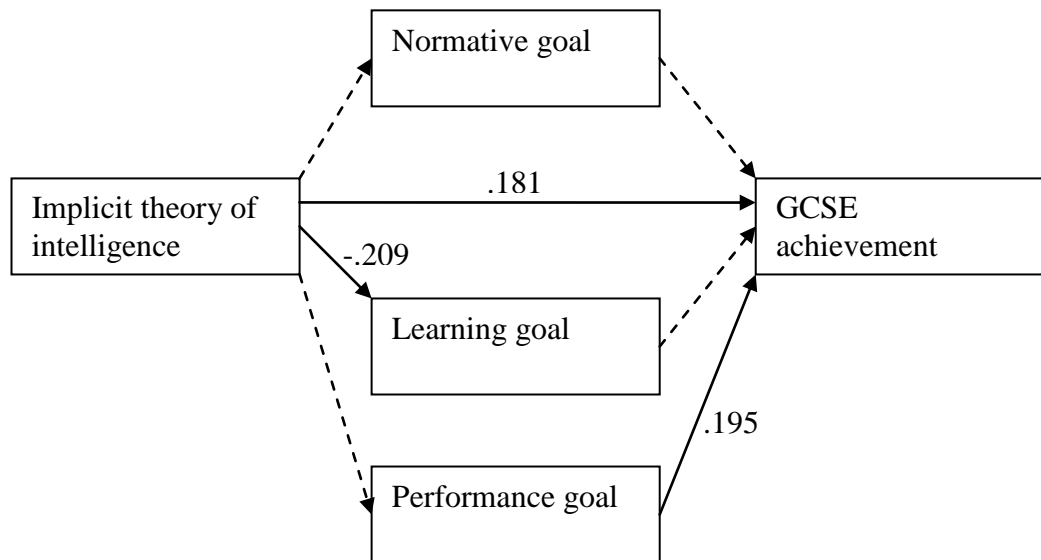 Normative goal
.181
Implicit theory of
intelligence
GCSE
achievement
-.209
Learning goal
.195
Performance goal